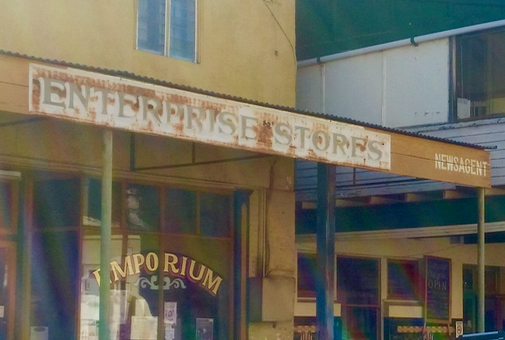 ENTERPRISE STORES
NEWSAGENT
EMPORIUM
OPEN